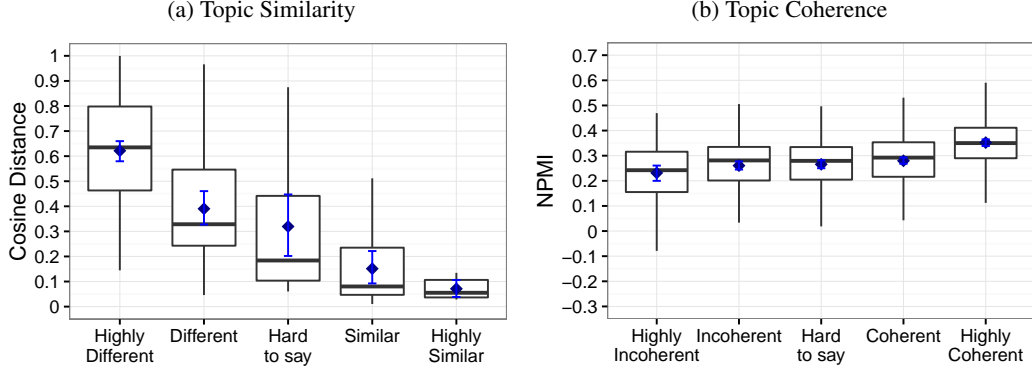 (a) Topic Similarity
Cosine Distance
1
0.9
0.8
0.7
0.6
0.5
0.4
0.3
0.2
0.1
0
Highly
Different
Different
Hard
to say
Similar
Highly
Similar
(b) Topic Coherence
NPMI
0.7
0.6
0.5
0.4
0.3
0.2
0.1
0
−0.1
−0.2
−0.3
Highly
Incoherent
Incoherent
Hard
to say
Coherent
Highly
Coherent